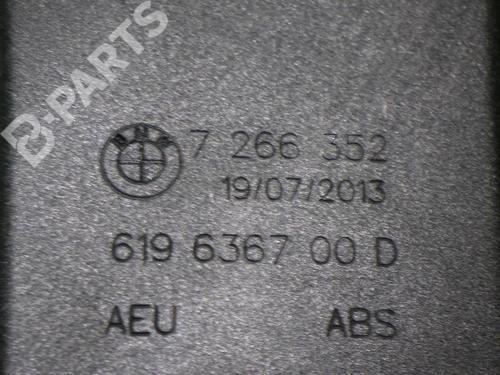 B-PARTS
BMW 7 266 352
19/07/2013
619 6367 00 D
AEU ABS